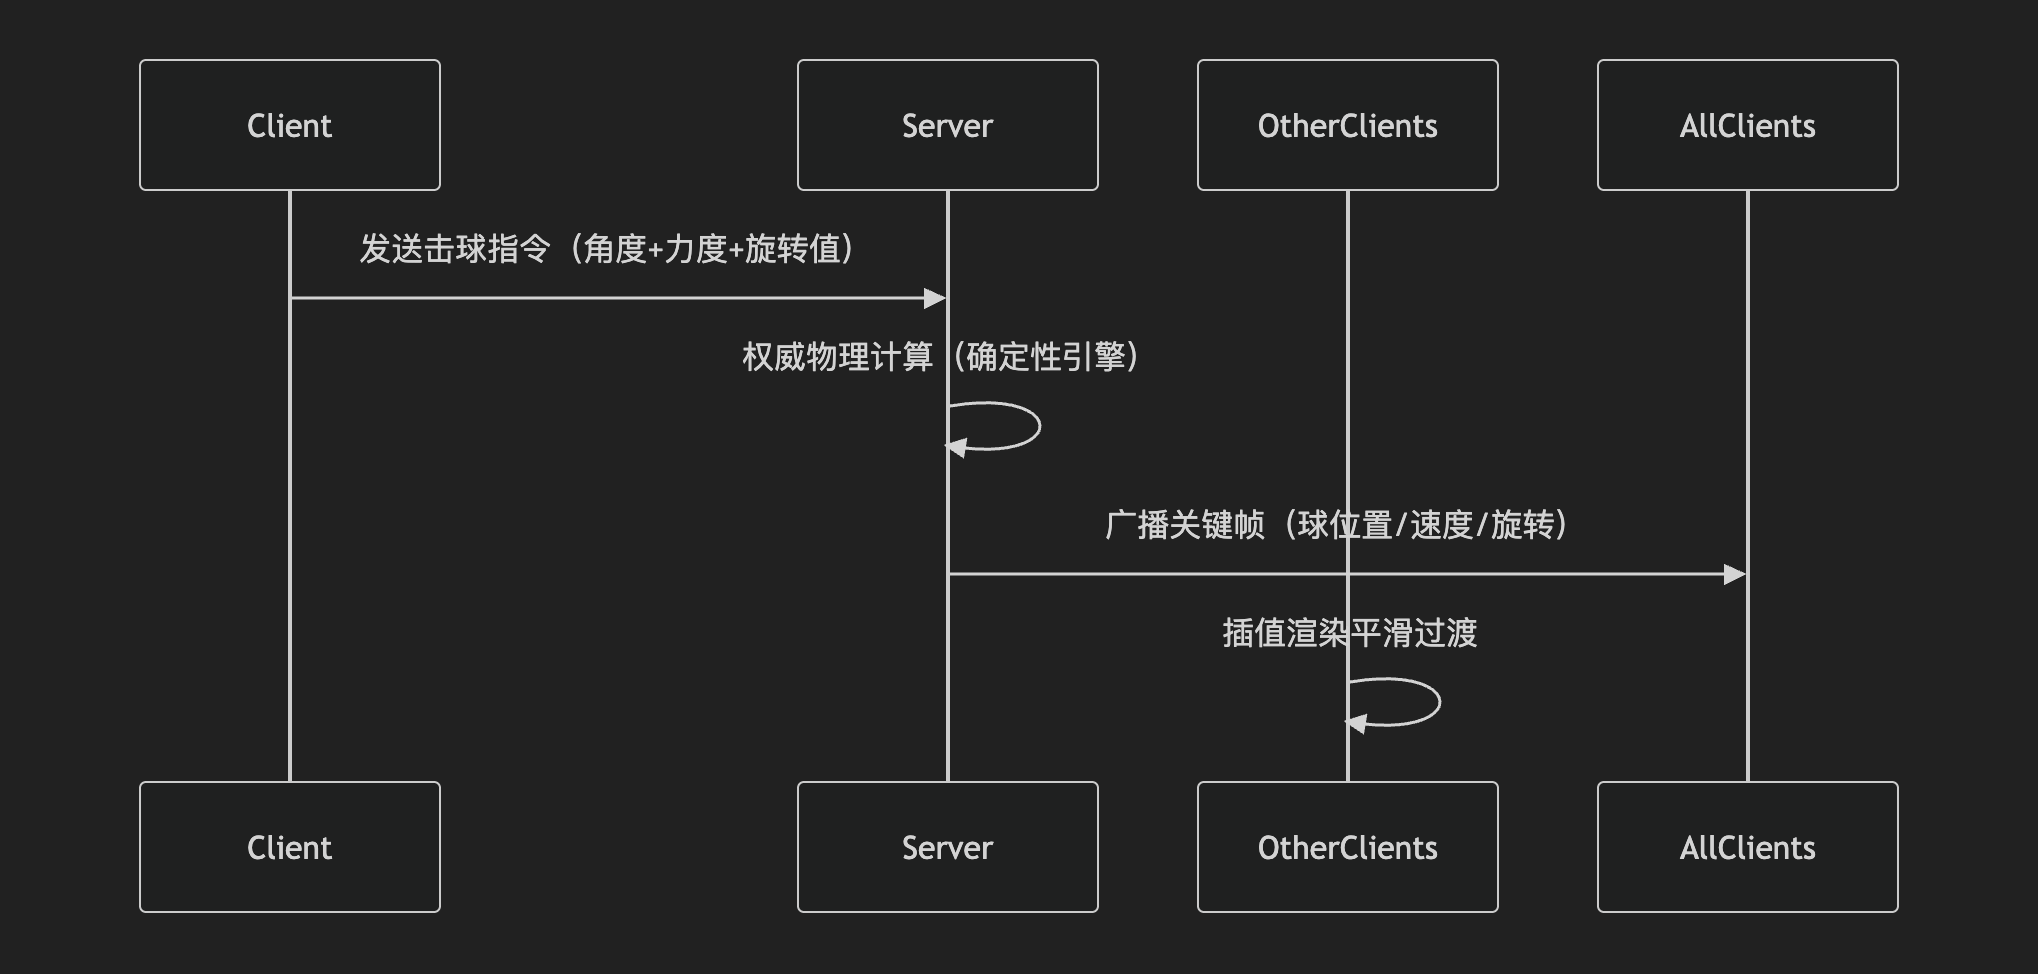 Client
Server
OtherClients
AllClients
发送击球指令（角度+力度+旋转值）
权威物理计算（确定性引擎）
广播关键帧（球位置/速度/旋转）
插值渲染平滑过渡
Client
Server
OtherClients
AllClients